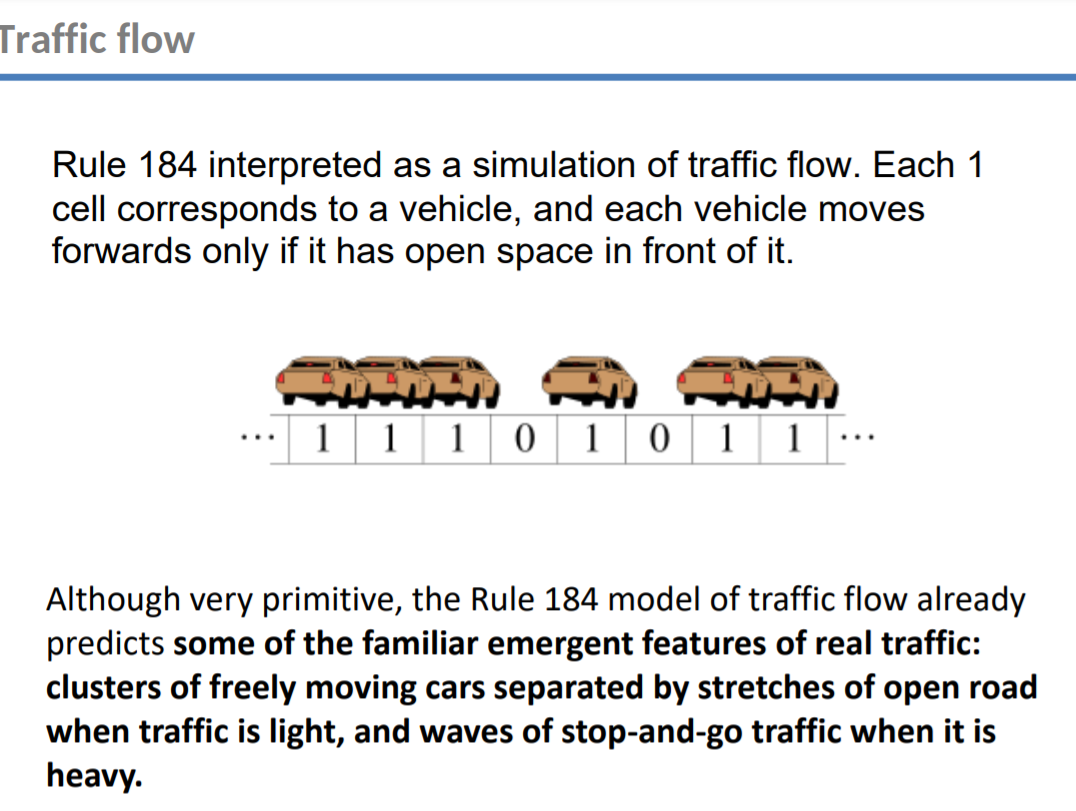 Traffic flow
Rule 184 interpreted as a simulation of traffic flow. Each 1
cell corresponds to a vehicle, and each vehicle moves
forwards only if it has open space in front of it.
... 1 1 1 0 1 0 1 1 ...
Although very primitive, the Rule 184 model of traffic flow already
predicts some of the familiar emergent features of real traffic:
clusters of freely moving cars separated by stretches of open road
when traffic is light, and waves of stop-and-go traffic when it is
heavy.